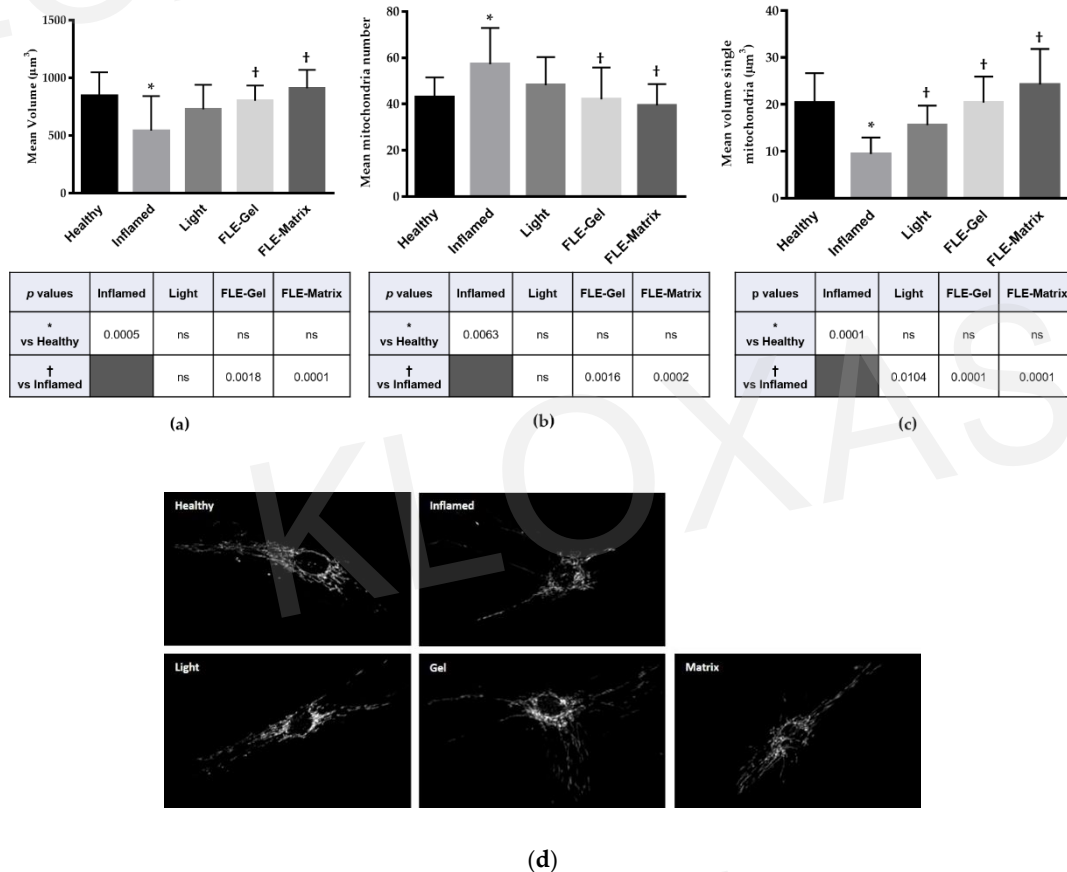 Mean Volume (μm³)
1500
1000
500
0
Healthy
Inflamed
Light
FLE-Gel
FLE-Matrix
*
†
†
p values Inflamed Light FLE-Gel FLE-Matrix
*
vs Healthy 0.0005 ns ns ns
†
vs Inflamed ns 0.0018 0.0001
(a)
Mean mitochondria number
80
60
40
20
0
Healthy
Inflamed
Light
FLE-Gel
FLE-Matrix
*
†
†
p values Inflamed Light FLE-Gel FLE-Matrix
*
vs Healthy 0.0063 ns ns ns
†
vs Inflamed ns 0.0016 0.0002
(b)
Mean volume single
mitochondria (μm³)
40
30
20
10
0
Healthy
Inflamed
Light
FLE-Gel
FLE-Matrix
*
†
†
†
p values Inflamed Light FLE-Gel FLE-Matrix
*
vs Healthy 0.0001 ns ns ns
†
vs Inflamed 0.0104 0.0001 0.0001
(c)
Healthy
Inflamed
Light
Gel
Matrix
(d)
KLOXAS